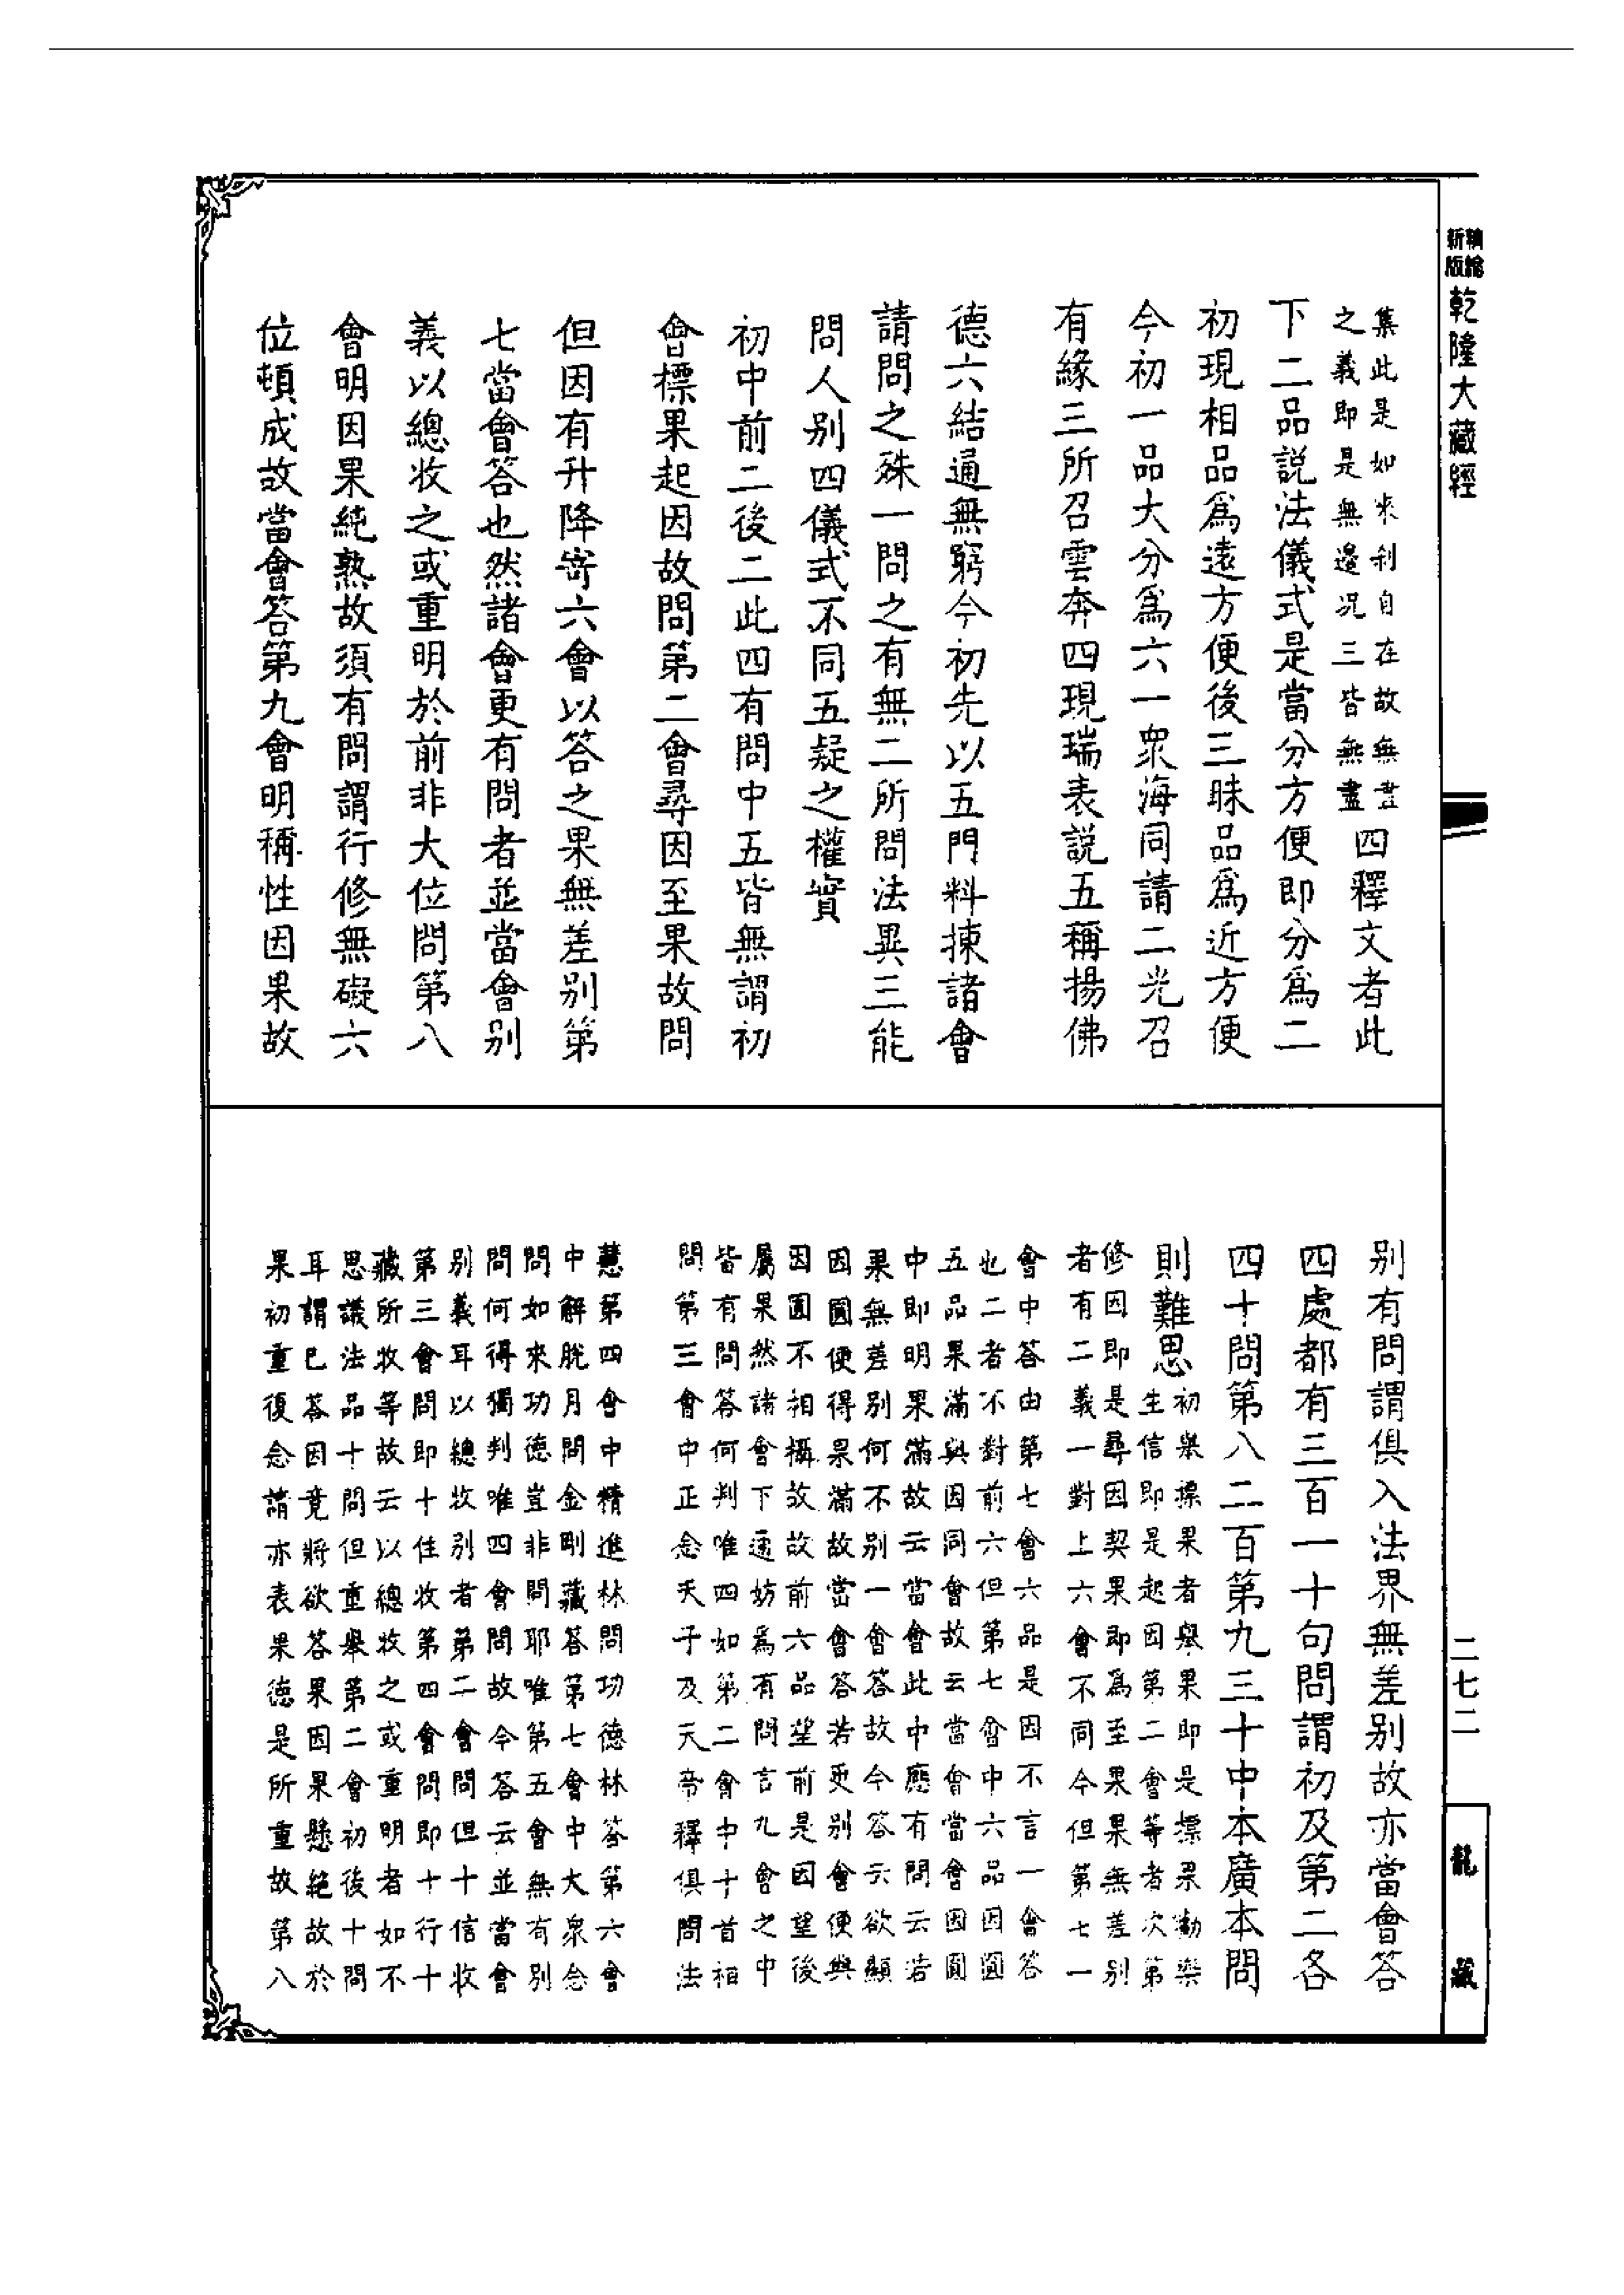 新版 精縮 乾隆大藏經
集此是如來利自在故無盡
之義即是無邊况三皆無盡
四釋文者此
下二品説法儀式是當分方便即分爲二
初現相品爲遠方便後三昧品爲近方便
今初一品大分爲六一衆海同請二光召
有緣三所召雲奔四現瑞表説五稱揚佛
德六結通無窮今初先以五門料揀諸會
請問之殊一問之有無二所問法異三能
問人别四儀式不同五疑之權實
初中前二後二此四有問中五皆無謂初
會標果起因故問第二會尋因至果故問
但因有升降寄六會以答之果無差别第
七當會答也然諸會更有問者並當會别
義以總收之或重明於前非大位問第八
會明因果純熟故須有問謂行修無礙六
位頓成故當會答第九會明稱性因果故
别有問謂俱入法界無差别故亦當會答
四處都有三百一十句問謂初及第二各
四十問第八二百第九三十中本廣本問
則難思
初舉標果者舉果即是標果勸樂
生信即是起因第二會等者次第
修因即是尋因契果即爲至果果無差别
者有二義一對上六會不同今但第七一
會中答由第七會六品是因不言一會答
也二者不對前六但第七會中六品因圓
五品果滿與因同會故云當會當會因圓
中即明果滿故云當會此中應有問云若
果無差别何不别一會答故今答云欲顯
因圓便得果滿故當會答若更别會便與
因圓不相攝故故前六品望前是因望後
屬果然諸會下通妨爲有問言九會之中
皆有問答何判唯四如第二會中十首相
問第三會中正念天子及天帝釋俱問法
慧第四會中精進林問功德林答第六會
中解脱月問金剛藏答第七會中大衆念
問如來功德豈非問耶唯第五會無有别
問何得獨判唯四會問故今答云並當會
别義耳以總收别者第二會問但十信收
第三會問即十住收第四會問即十行十
藏所收等故云以總收之或重明者如不
思議法品十問但重舉第二會初後十問
耳謂已答因竟將欲答果因果懸絶故於
果初重復念請亦表果德是所重故第八
二七二
龍藏